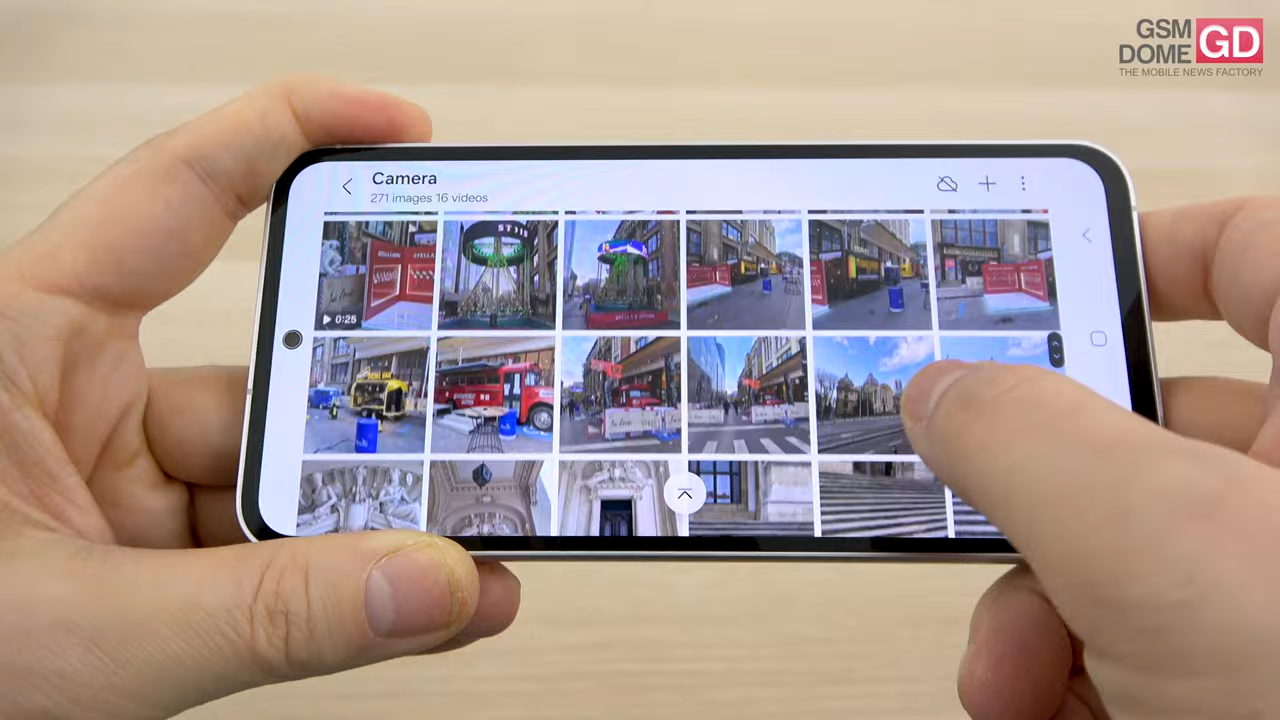 GSM
DOME GD
THE MOBILE NEWS FACTORY
Camera
271 images 16 videos
0:25